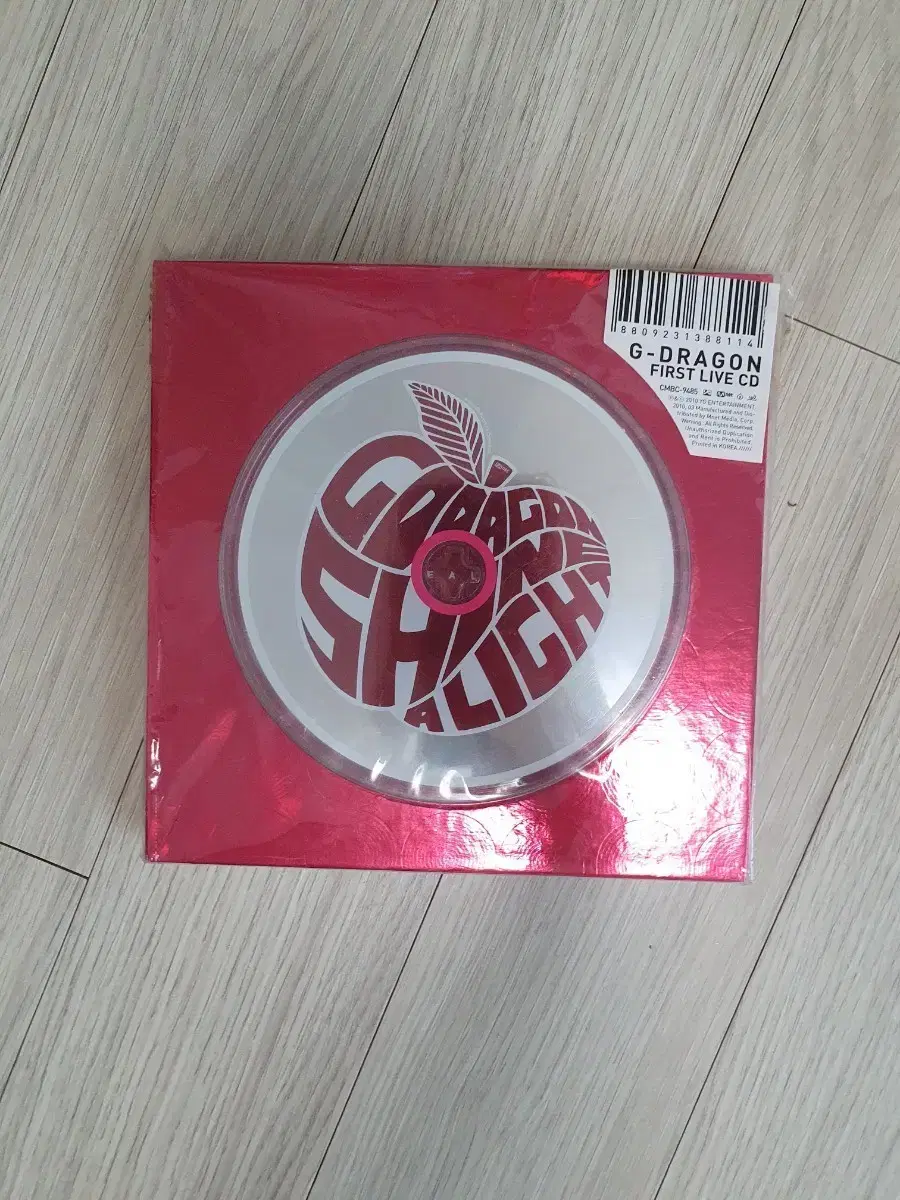 8809231388114
G-DRAGON
FIRST LIVE CD
CMBC-9485
℗&© 2010 YG ENTERTAINMENT.
2010. 03 Manufactured and Dis-
tributed by Mnet Media, Corp.
Warning: All Rights Reserved.
Unauthorized Duplication
and Rent is Prohibited.
Printed in KOREA
G DRAGON
SHINE
A LIGHT